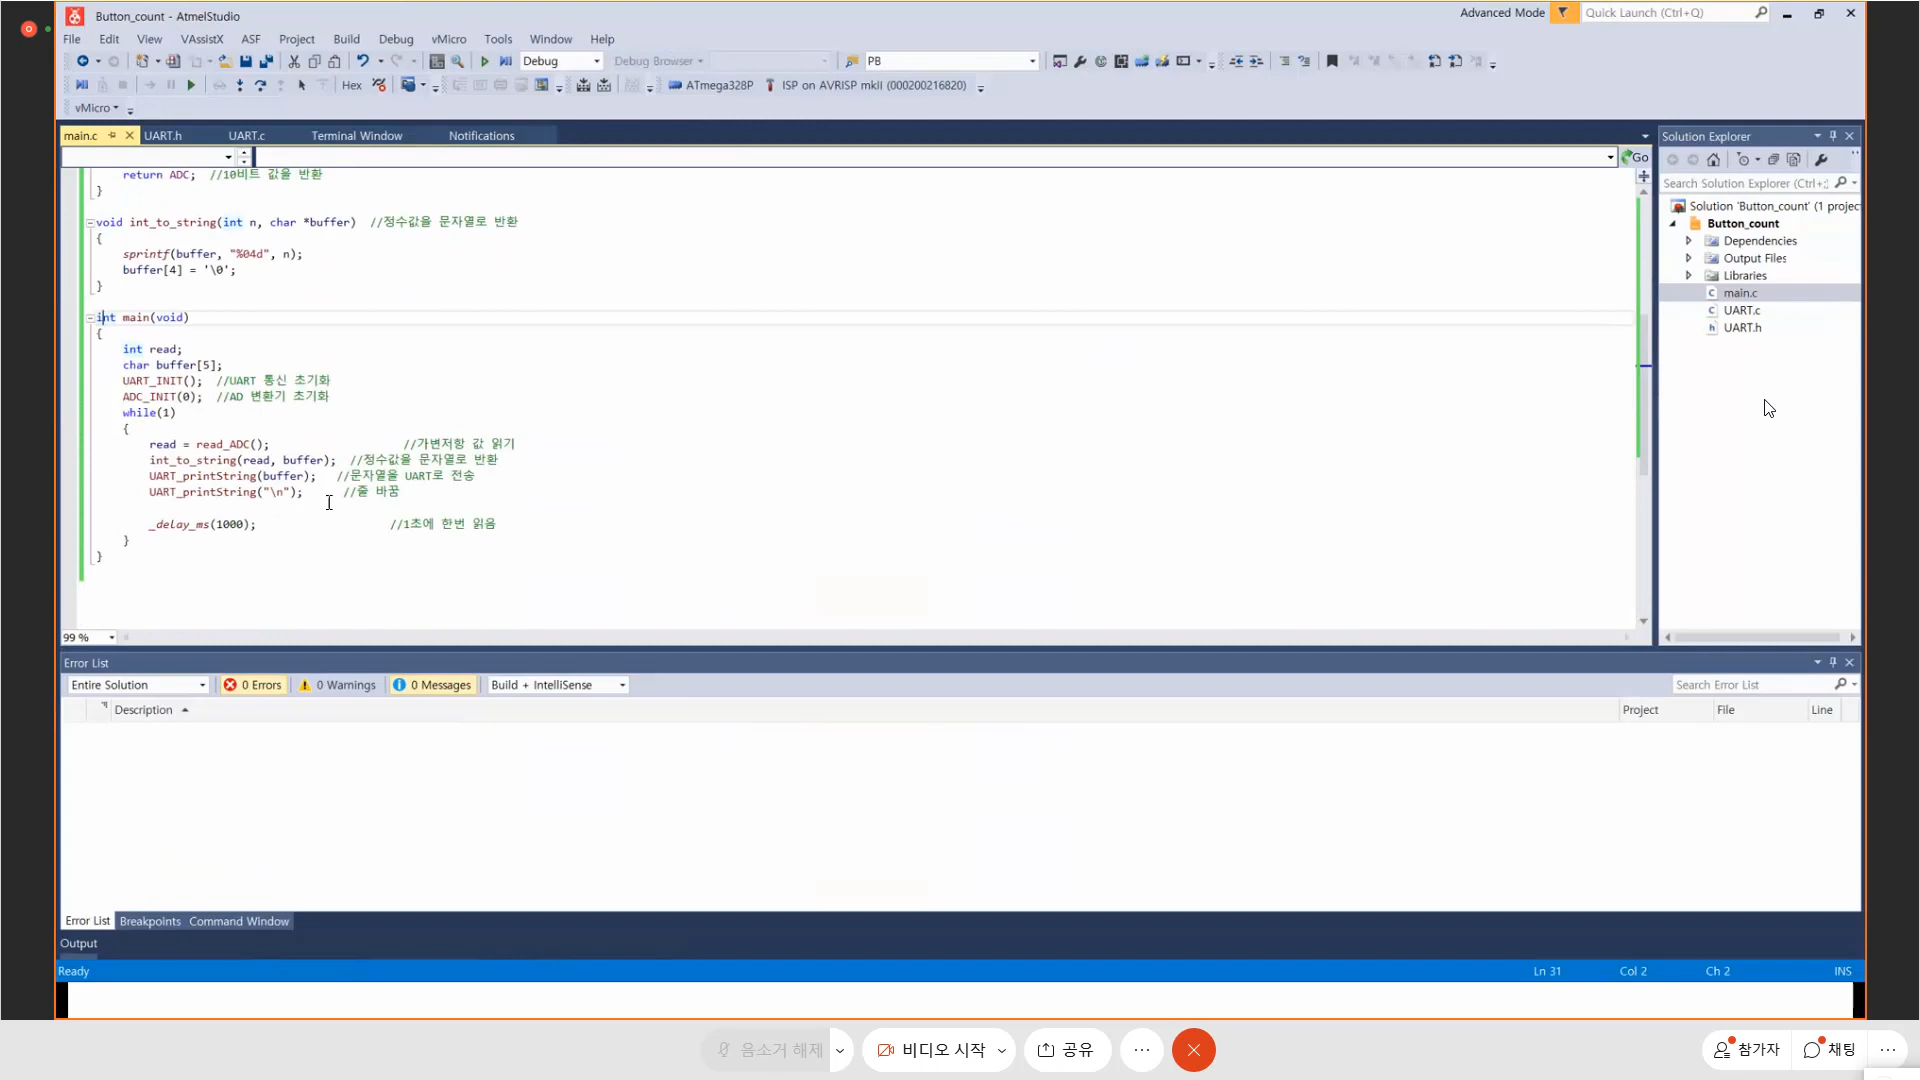 Button_count - AtmelStudio
Advanced Mode
Quick Launch (Ctrl+Q)
File Edit View VAssistX ASF Project Build Debug vMicro Tools Window Help
Debug
Debug Browser
PB
Hex
ATmega328P
ISP on AVRISP mkII (000200216820)
vMicro
main.c
UART.h
UART.c
Terminal Window
Notifications
Go
return ADC; //10비트 값을 반환
}
void int_to_string(int n, char *buffer) //정수값을 문자열로 반환
{
sprintf(buffer, "%04d", n);
buffer[4] = '\0';
}
int main(void)
{
int read;
char buffer[5];
UART_INIT(); //UART 통신 초기화
ADC_INIT(0); //AD 변환기 초기화
while(1)
{
read = read_ADC(); //가변저항 값 읽기
int_to_string(read, buffer); //정수값을 문자열로 반환
UART_printString(buffer); //문자열을 UART로 전송
UART_printString("\n"); //줄 바꿈
_delay_ms(1000); //1초에 한번 읽음
}
}
99 %
Solution Explorer
Search Solution Explorer (Ctrl+;)
Solution 'Button_count' (1 projec
Button_count
Dependencies
Output Files
Libraries
main.c
UART.c
UART.h
Error List
Entire Solution
0 Errors
0 Warnings
0 Messages
Build + IntelliSense
Search Error List
Description
Project
File
Line
Error List Breakpoints Command Window
Output
Ready
Ln 31
Col 2
Ch 2
INS
음소거 해제
비디오 시작
공유
참가자
채팅